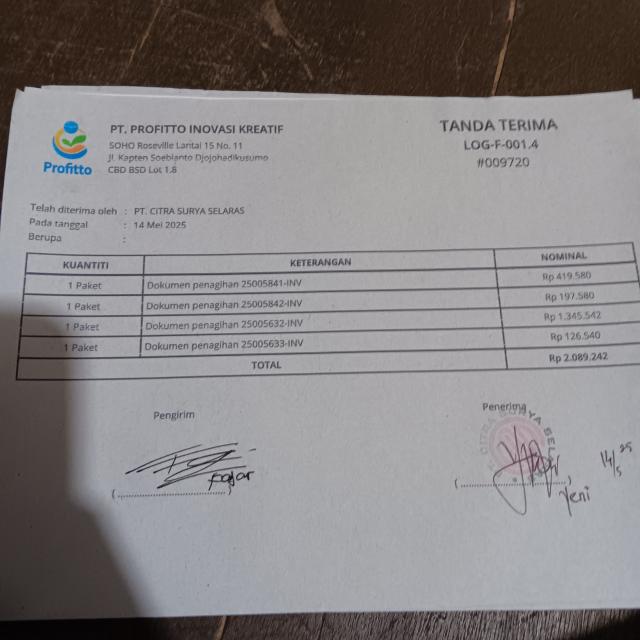 PT. PROFITTO INOVASI KREATIF
SOHO Roseville Lantai 15 No. 11
Jl. Kapten Soebianto Djojohadikusumo
CBD BSD Lot 1.8
Profitto
TANDA TERIMA
LOG-F-001.4
#009720
Telah diterima oleh : PT. CITRA SURYA SELARAS
Pada tanggal : 14 Mei 2025
Berupa :
KUANTITI KETERANGAN NOMINAL
1 Paket Dokumen penagihan 25005841-INV Rp 419.580
1 Paket Dokumen penagihan 25005842-INV Rp 197.580
1 Paket Dokumen penagihan 25005632-INV Rp 1.345.542
1 Paket Dokumen penagihan 25005633-INV Rp 126.540
TOTAL Rp 2.089.242
Pengirim Penerima
Fajar
Yeni
14/5 25